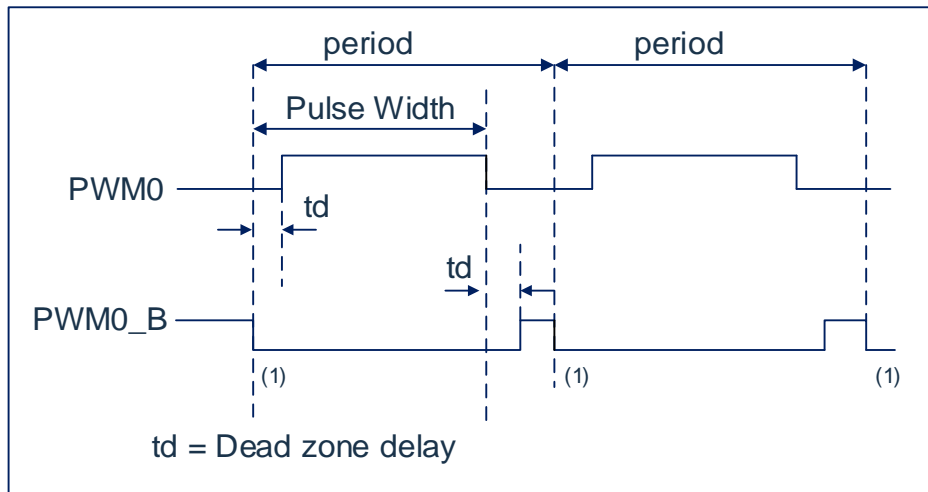 period period
Pulse Width
PWM0
td
td
PWM0_B
(1) (1) (1)
td = Dead zone delay